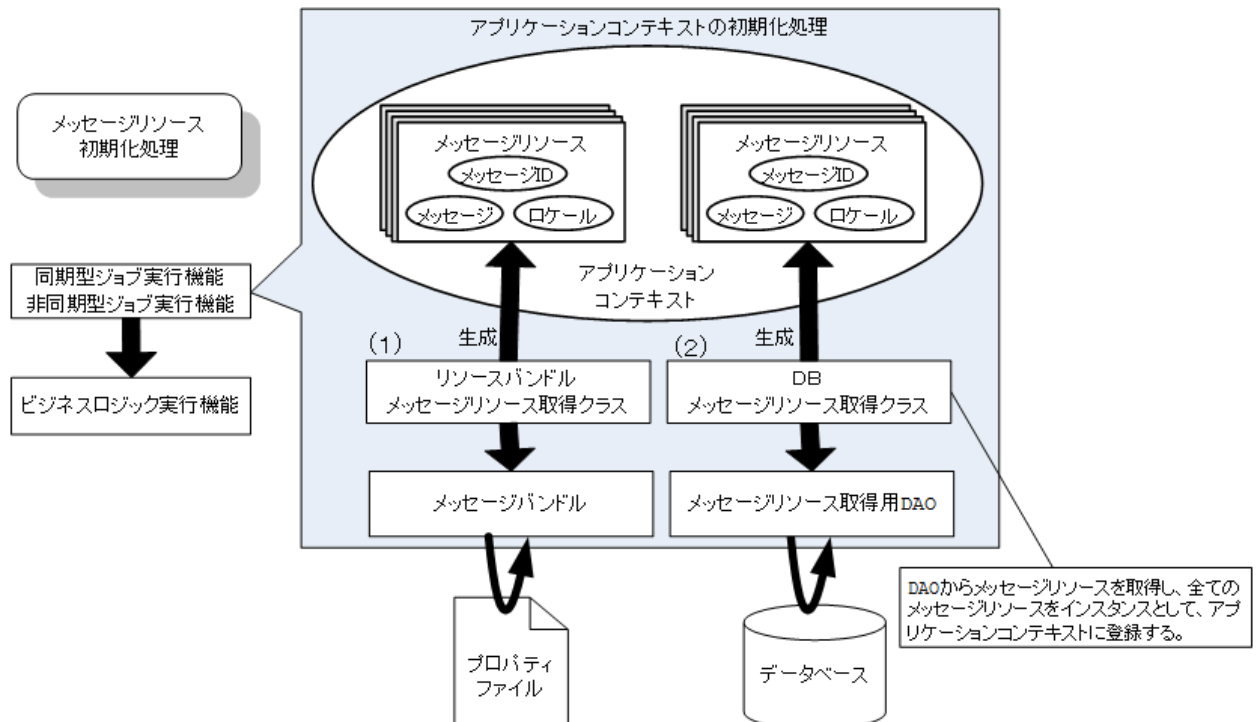 アプリケーションコンテキストの初期化処理
メッセージリソース
初期化処理
メッセージリソース
メッセージID
メッセージ
ロケール
メッセージリソース
メッセージID
メッセージ
ロケール
アプリケーション
コンテキスト
同期型ジョブ実行機能
非同期型ジョブ実行機能
ビジネスロジック実行機能
(1)
生成
リソースバンドル
メッセージリソース取得クラス
(2)
生成
DB
メッセージリソース取得クラス
メッセージバンドル
メッセージリソース取得用DAO
プロパティ
ファイル
データベース
DAOからメッセージリソースを取得し、全ての
メッセージリソースをインスタンスとして、アプ
リケーションコンテキストに登録する。